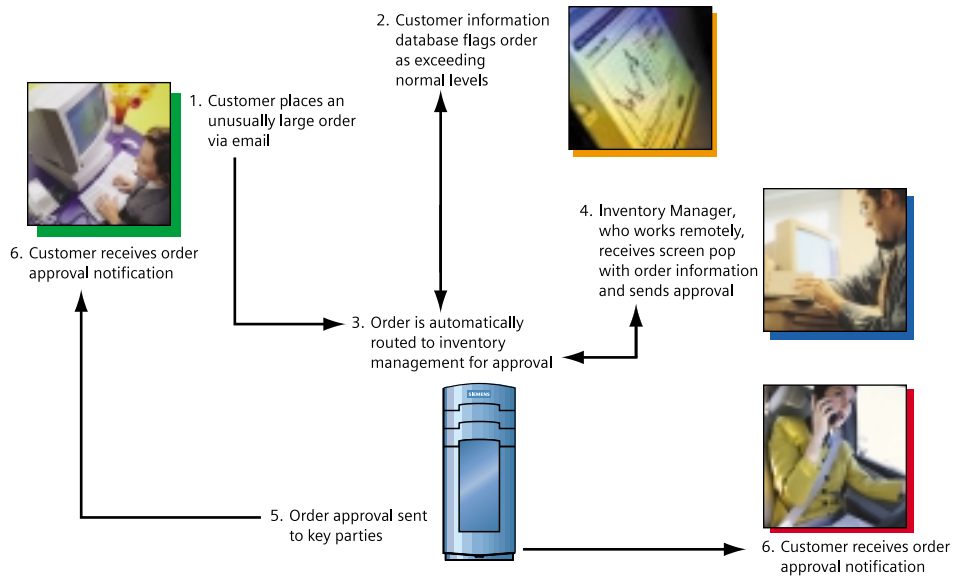 2. Customer information
database flags order
as exceeding
normal levels
1. Customer places an
unusually large order
via email
4. Inventory Manager,
who works remotely,
receives screen pop
with order information
and sends approval
6. Customer receives order
approval notification
3. Order is automatically
routed to inventory
management for approval
SIEMENS
5. Order approval sent
to key parties
6. Customer receives order
approval notification